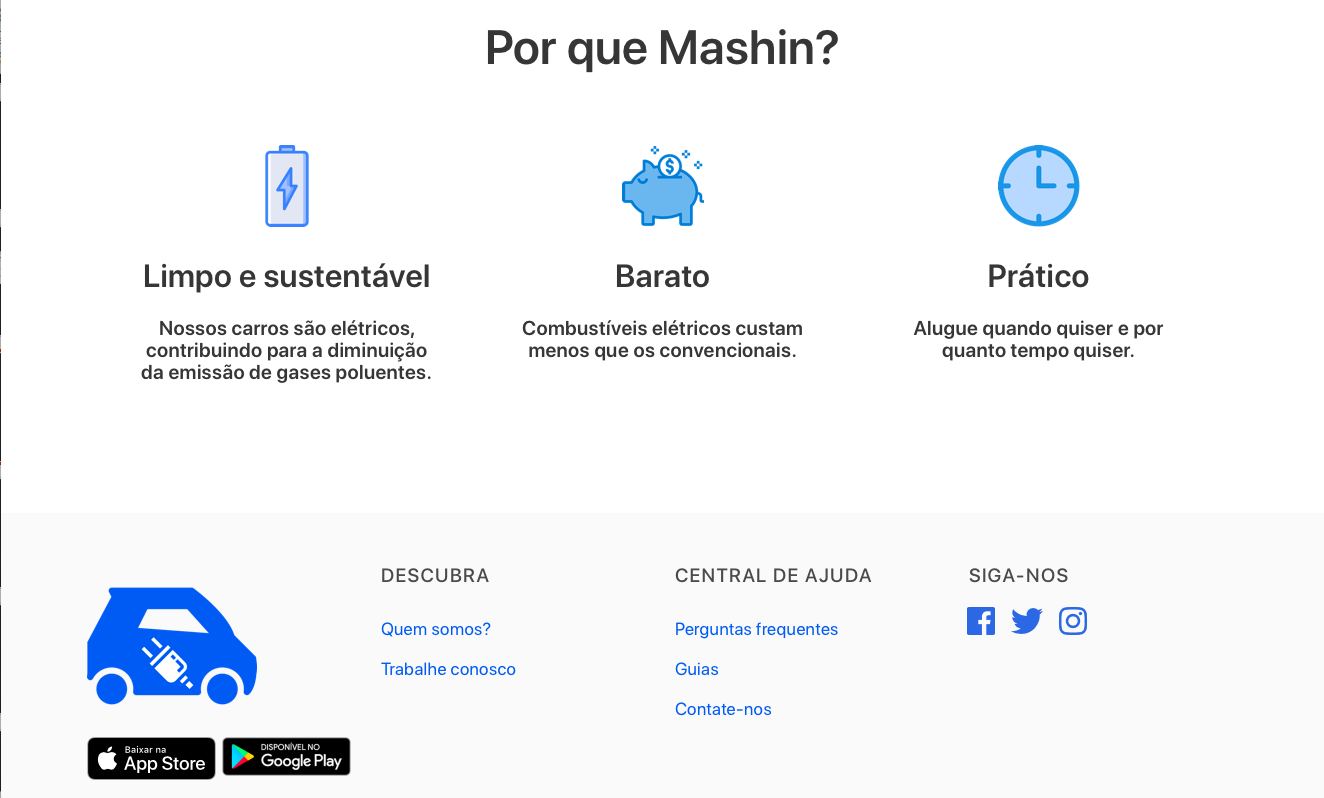 Por que Mashin?
Limpo e sustentável
Nossos carros são elétricos,
contribuindo para a diminuição
da emissão de gases poluentes.
Barato
Combustíveis elétricos custam
menos que os convencionais.
Prático
Alugue quando quiser e por
quanto tempo quiser.
Baixar na
App Store
DISPONÍVEL NO
Google Play
DESCUBRA
Quem somos?
Trabalhe conosco
CENTRAL DE AJUDA
Perguntas frequentes
Guias
Contate-nos
SIGA-NOS